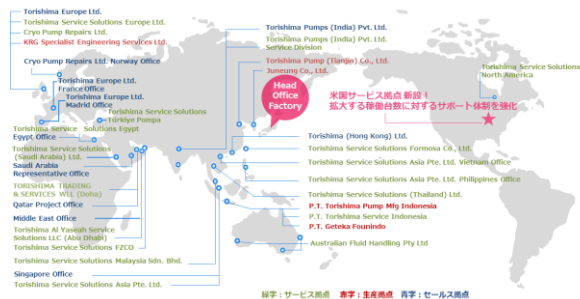 Torishima Europe Ltd.
Torishima Service Solutions Europe Ltd.
Cryo Pump Repairs Ltd.
KRG Specialist Engineering Services Ltd.
Cryo Pump Repairs Ltd. Norway Office
Torishima Europe Ltd.
France Office
Torishima Europe Ltd.
Madrid Office
Torishima Service Solutions
Türkiye Pompa
Torishima Service Solutions Egypt
Egypt Office
Torishima Service Solutions
(Saudi Arabia) Ltd.
Saudi Arabia
Representative Office
TORISHIMA TRADING
& SERVICES WLL (Doha)
Qatar Project Office
Middle East Office
Torishima Al Yaseah Service
Solutions LLC (Abu Dhabi)
Torishima Service Solutions FZCO
Torishima Service Solutions Malaysia Sdn. Bhd.
Singapore Office
Torishima Service Solutions Asia Pte. Ltd.
Torishima Pumps (India) Pvt. Ltd.
Torishima Pumps (India) Pvt. Ltd.
Service Division
Torishima Pump (Tianjin) Co., Ltd.
Juneung Co., Ltd.
Head
Office
Factory
米国サービス拠点 新設！
拡大する稼働台数に対するサポート体制を強化
Torishima Service Solutions
North America
Torishima (Hong Kong) Ltd.
Torishima Service Solutions Formosa Co., Ltd.
Torishima Service Solutions Asia Pte. Ltd. Vietnam Office
Torishima Service Solutions Asia Pte. Ltd. Philippines Office
Torishima Service Solutions (Thailand) Ltd.
P.T. Torishima Pump Mfg Indonesia
P.T. Torishima Service Indonesia
P.T. Geteka Founindo
Australian Fluid Handling Pty Ltd
緑字：サービス拠点 赤字：生産拠点 青字：セールス拠点